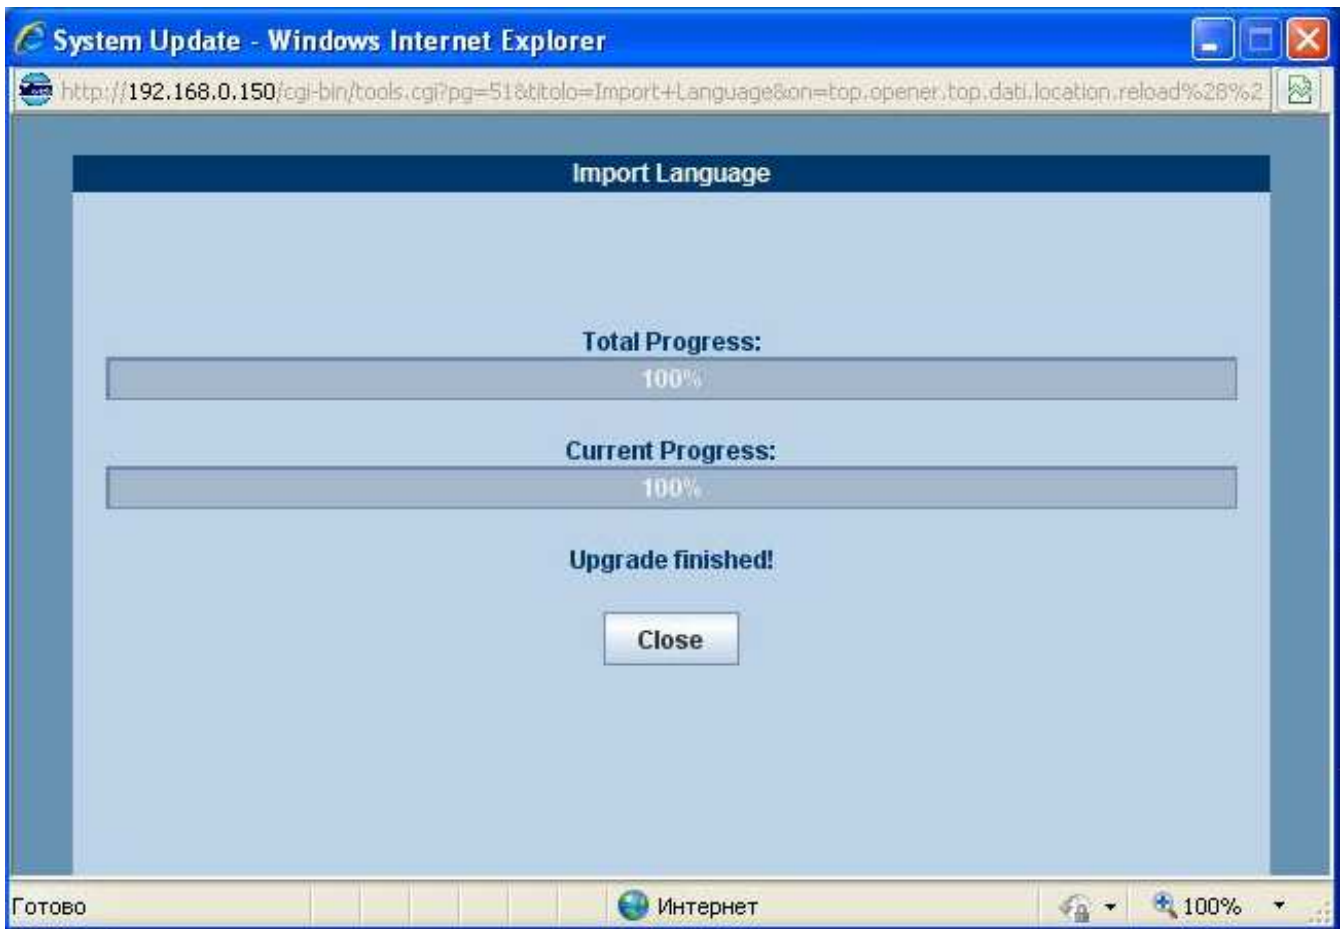 System Update - Windows Internet Explorer
http://192.168.0.150/cgi-bin/tools.cgi?pg=51&titolo=Import+Language&on=top.opener.top.dati.location.reload%28%2
Import Language
Total Progress:
100%
Current Progress:
100%
Upgrade finished!
Close
Готово Интернет 100%